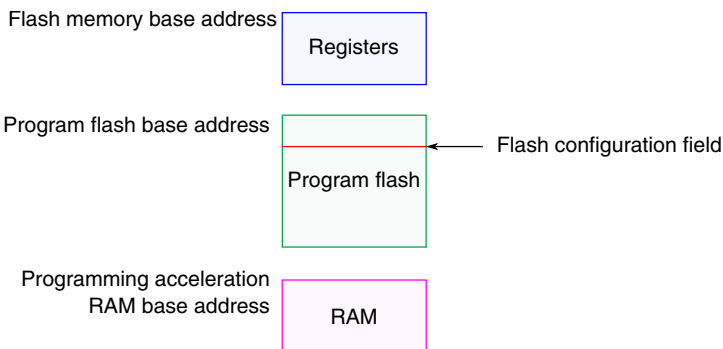 Flash memory base address
Registers
Program flash base address
Flash configuration field
Program flash
Programming acceleration
RAM base address
RAM